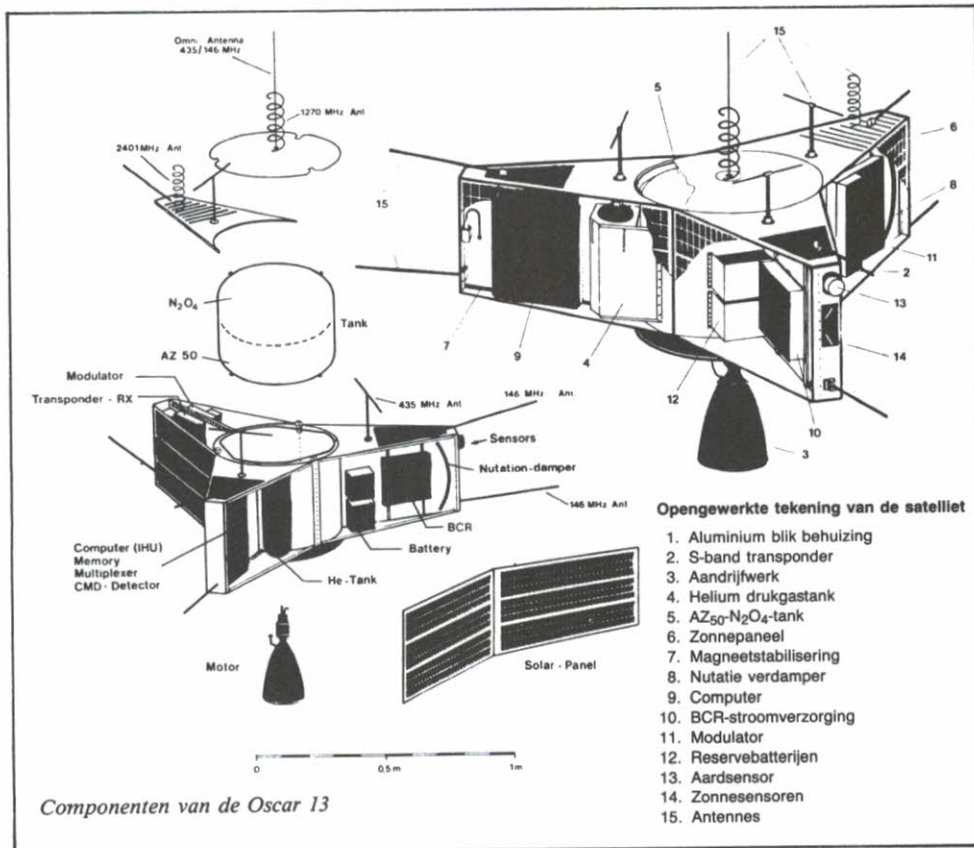 Omni Antenna
435/146 MHz
1270 MHz Ant
2401 MHz Ant
N₂O₄
Tank
AZ 50
Modulator
Transponder - RX
435 MHz Ant
146 MHz Ant.
Sensors
Nutation-damper
146 MHz Ant
BCR
Battery
Computer (IHU)
Memory
Multiplexer
CMD - Detector
He-Tank
Motor
Solar - Panel
0
0,5m
1m
15
5
6
8
15
11
2
13
7
9
4
14
12
10
3
Opengewerkte tekening van de satelliet
1. Aluminium blik behuizing
2. S-band transponder
3. Aandrijfwerk
4. Helium drukgastank
5. AZ₅₀-N₂O₄-tank
6. Zonnepaneel
7. Magneetstabilisering
8. Nutatie verdamper
9. Computer
10. BCR-stroomverzorging
11. Modulator
12. Reservebatterijen
13. Aardsensor
14. Zonnesensoren
15. Antennes
Componenten van de Oscar 13